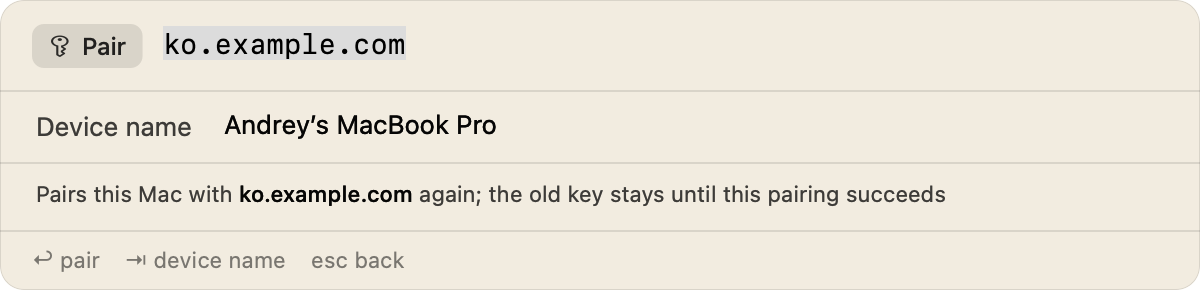 Pair ko.example.com
Device name Andrey’s MacBook Pro
Pairs this Mac with ko.example.com again; the old key stays until this pairing succeeds
↩ pair ⇥ device name esc back